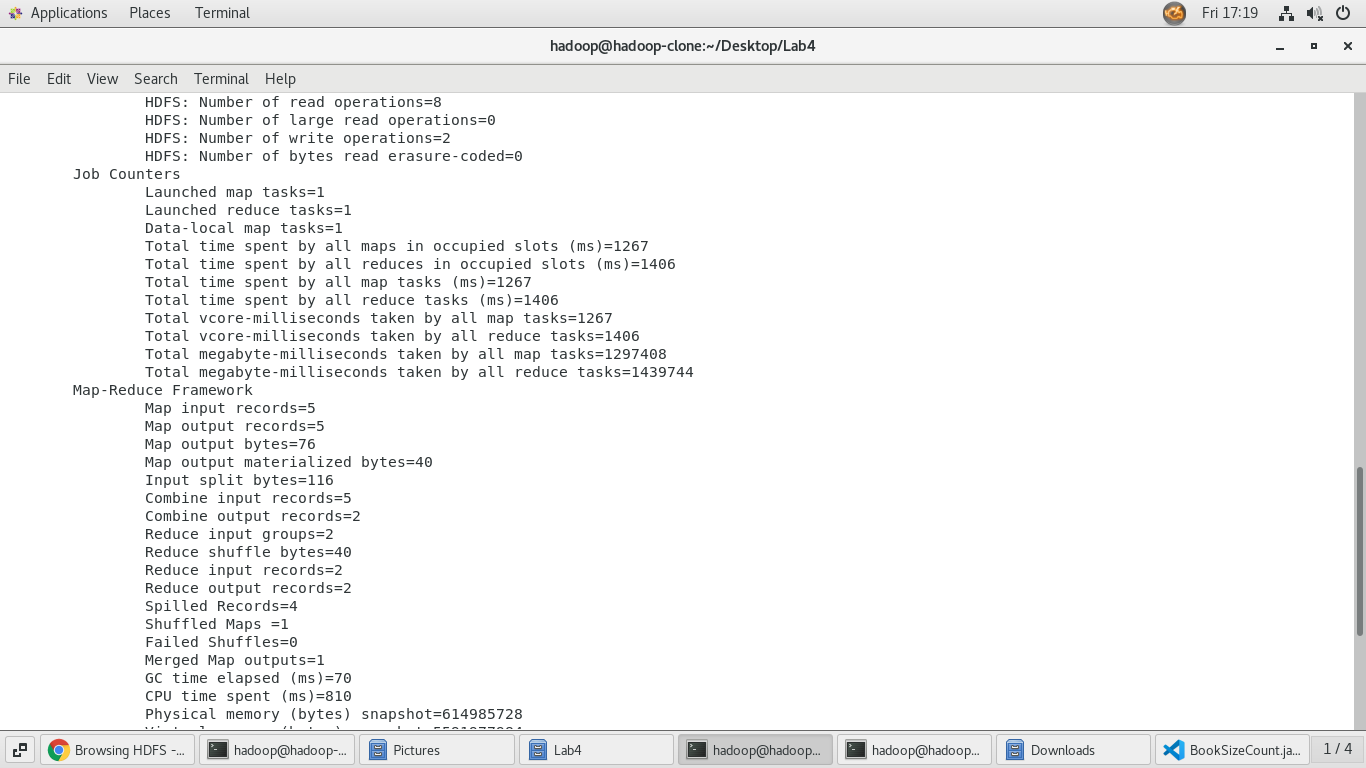 Applications Places Terminal Fri 17:19
hadoop@hadoop-clone:~/Desktop/Lab4
File Edit View Search Terminal Help
HDFS: Number of read operations=8
HDFS: Number of large read operations=0
HDFS: Number of write operations=2
HDFS: Number of bytes read erasure-coded=0
Job Counters
Launched map tasks=1
Launched reduce tasks=1
Data-local map tasks=1
Total time spent by all maps in occupied slots (ms)=1267
Total time spent by all reduces in occupied slots (ms)=1406
Total time spent by all map tasks (ms)=1267
Total time spent by all reduce tasks (ms)=1406
Total vcore-milliseconds taken by all map tasks=1267
Total vcore-milliseconds taken by all reduce tasks=1406
Total megabyte-milliseconds taken by all map tasks=1297408
Total megabyte-milliseconds taken by all reduce tasks=1439744
Map-Reduce Framework
Map input records=5
Map output records=5
Map output bytes=76
Map output materialized bytes=40
Input split bytes=116
Combine input records=5
Combine output records=2
Reduce input groups=2
Reduce shuffle bytes=40
Reduce input records=2
Reduce output records=2
Spilled Records=4
Shuffled Maps =1
Failed Shuffles=0
Merged Map outputs=1
GC time elapsed (ms)=70
CPU time spent (ms)=810
Physical memory (bytes) snapshot=614985728
Browsing HDFS -... hadoop@hadoop-... Pictures Lab4 hadoop@hadoop... hadoop@hadoop... Downloads BookSizeCount.ja... 1 / 4